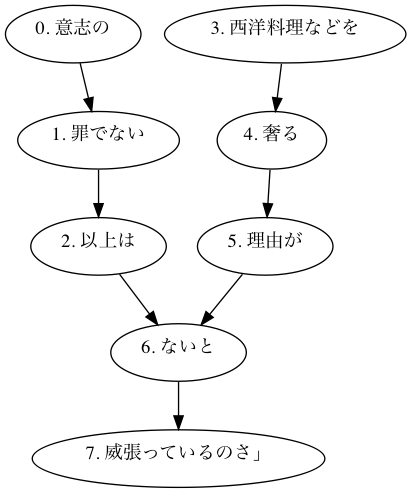 0. 意志の
3. 西洋料理などを
1. 罪でない
4. 奢る
2. 以上は
5. 理由が
6. ないと
7. 威張っているのさ」